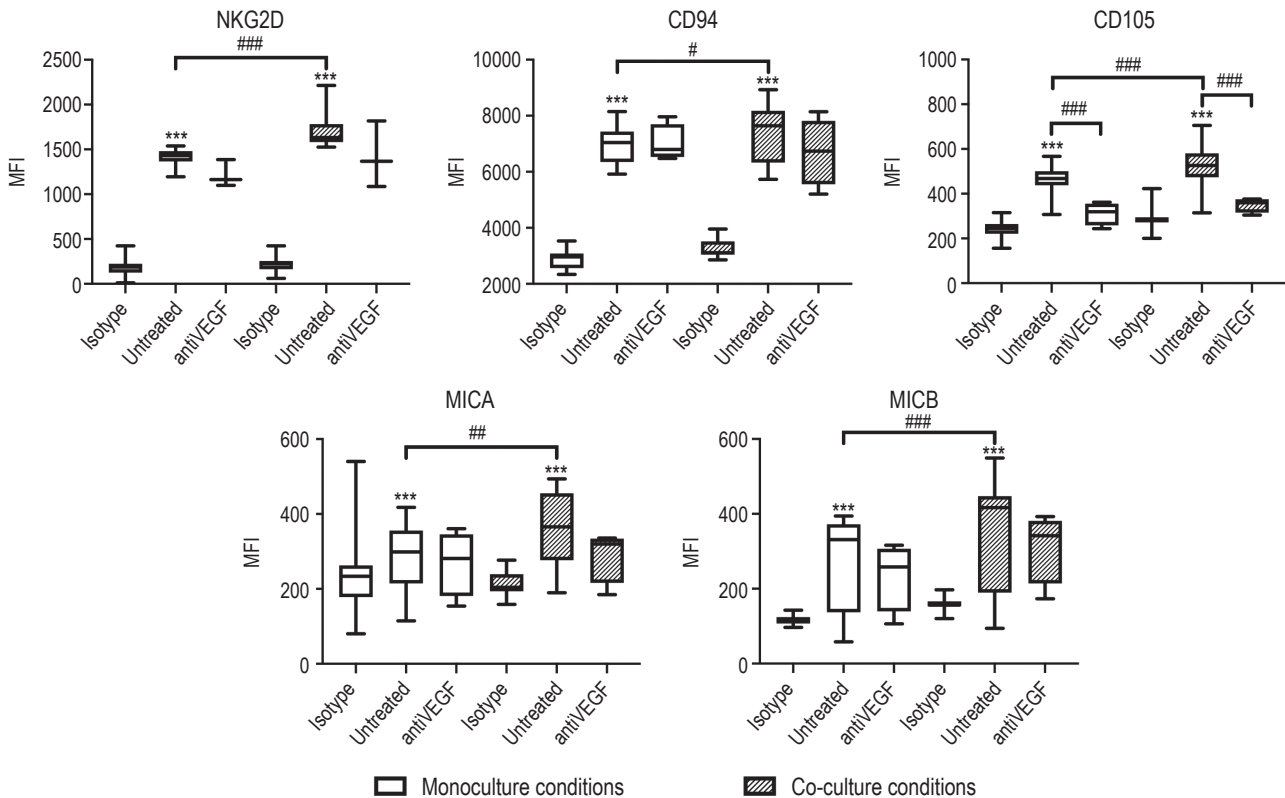 NKG2D
###
***
***
MFI
2500
2000
1500
1000
500
0
Isotype
Untreated
antiVEGF
Isotype
Untreated
antiVEGF
CD94
#
***
***
MFI
10000
8000
6000
4000
2000
Isotype
Untreated
antiVEGF
Isotype
Untreated
antiVEGF
CD105
###
###
###
***
***
MFI
1000
800
600
400
200
0
Isotype
Untreated
antiVEGF
Isotype
Untreated
antiVEGF
MICA
##
***
***
MFI
600
400
200
0
Isotype
Untreated
antiVEGF
Isotype
Untreated
antiVEGF
MICB
###
***
***
MFI
600
400
200
0
Isotype
Untreated
antiVEGF
Isotype
Untreated
antiVEGF
Monoculture conditions
Co-culture conditions